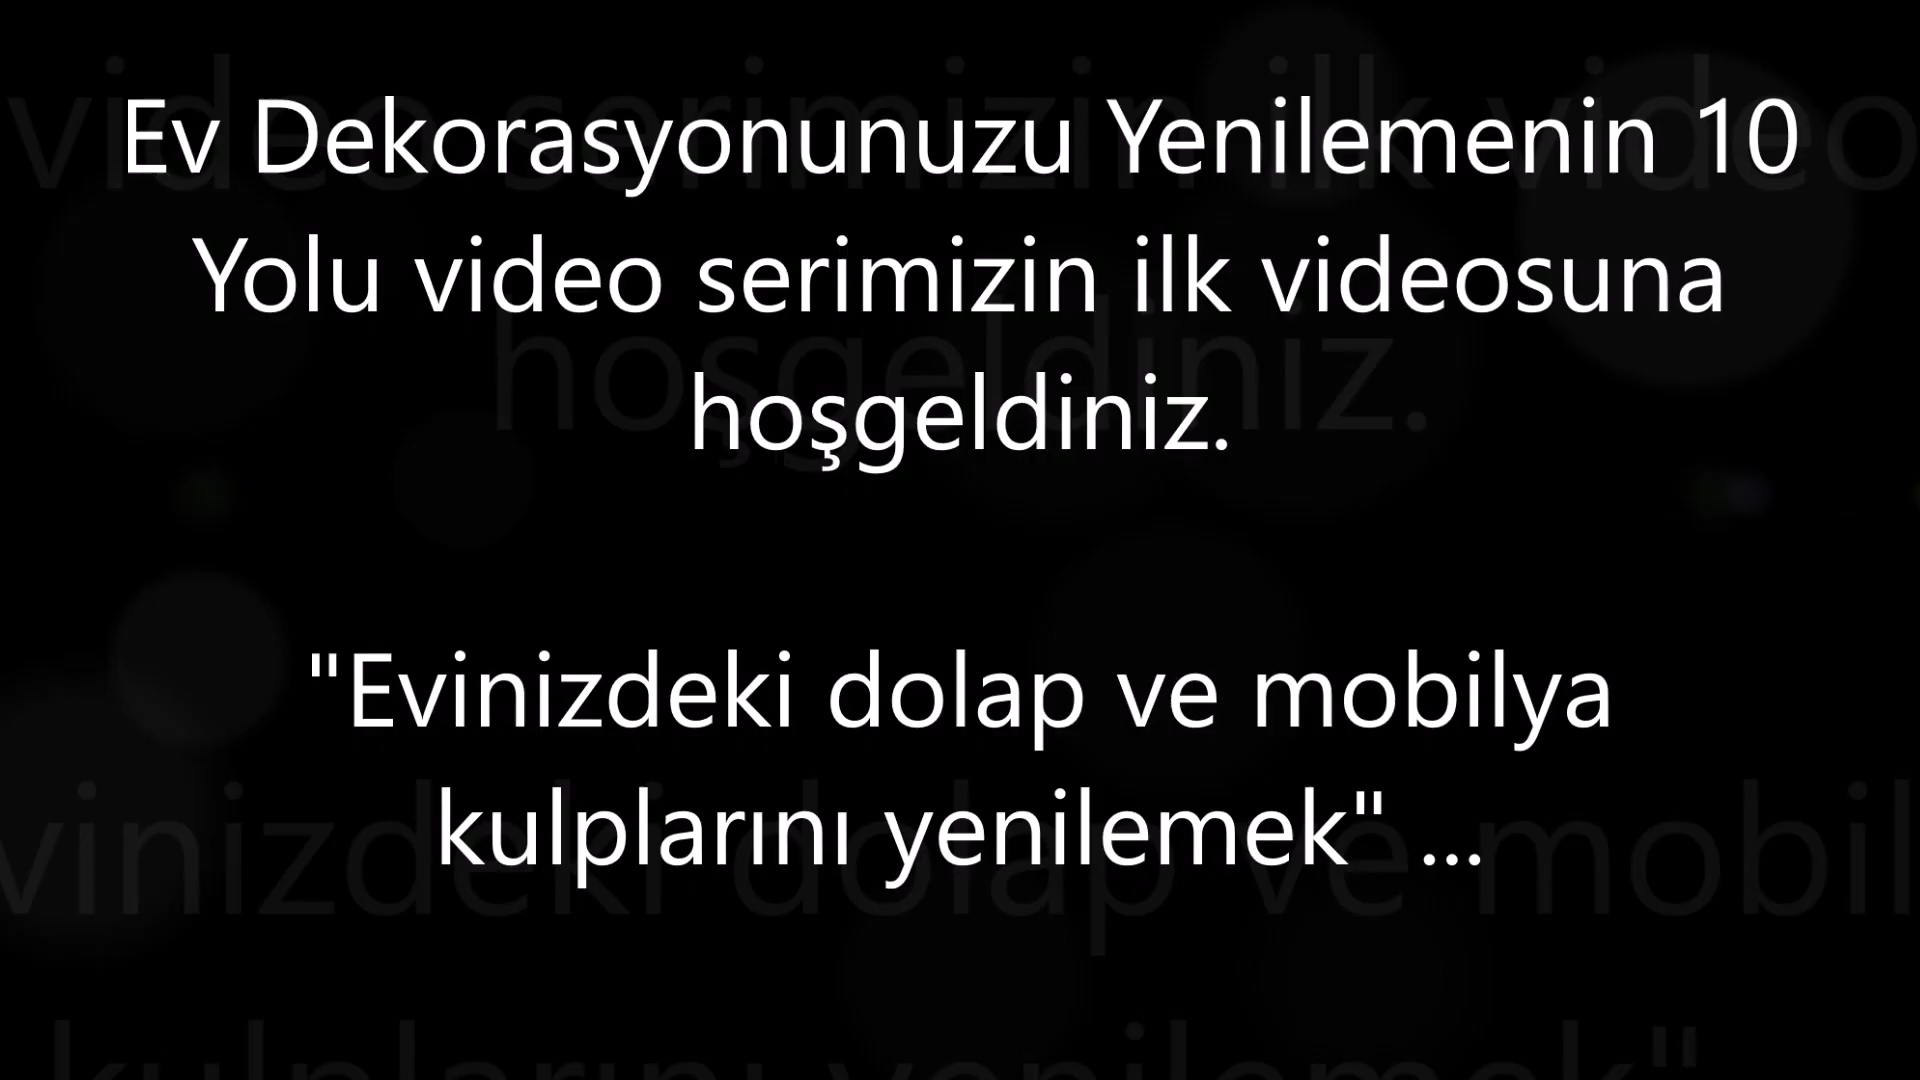 Ev Dekorasyonunuzu Yenilemenin 10
Yolu video serimizin ilk videosuna
hoşgeldiniz.
"Evinizdeki dolap ve mobilya
kulplarını yenilemek" ...